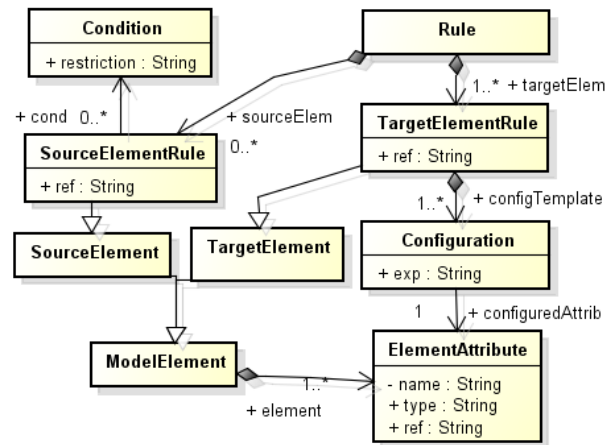 Condition
+ restriction : String
Rule
1..* + targetElem
+ cond 0..*
+ sourceElem
0..*
SourceElementRule
+ ref : String
TargetElementRule
+ ref : String
1..* + configTemplate
SourceElement
TargetElement
Configuration
+ exp : String
1 + configuredAttrib
ModelElement
1..*
+ element
ElementAttribute
- name : String
+ type : String
+ ref : String